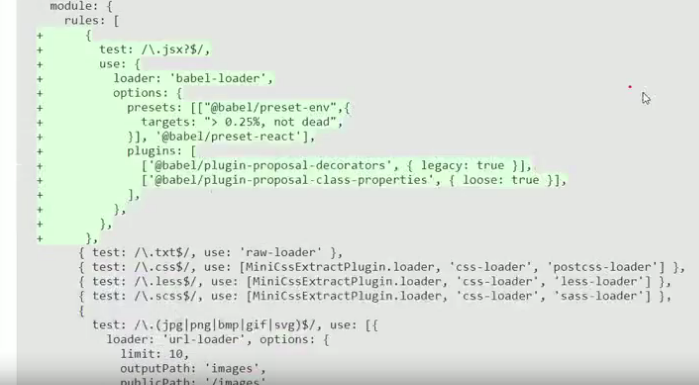 module: {
rules: [
+ {
+ test: /\.jsx?$/,
+ use: {
+ loader: 'babel-loader',
+ options: {
+ presets: [["@babel/preset-env",{
+ targets: "> 0.25%, not dead",
+ }], '@babel/preset-react'],
+ plugins: [
+ ['@babel/plugin-proposal-decorators', { legacy: true }],
+ ['@babel/plugin-proposal-class-properties', { loose: true }],
+ ],
+ },
+ },
+ },
{ test: /\.txt$/, use: 'raw-loader' },
{ test: /\.css$/, use: [MiniCssExtractPlugin.loader, 'css-loader', 'postcss-loader'] },
{ test: /\.less$/, use: [MiniCssExtractPlugin.loader, 'css-loader', 'less-loader'] },
{ test: /\.scss$/, use: [MiniCssExtractPlugin.loader, 'css-loader', 'sass-loader'] },
{
test: /\.(jpg|png|bmp|gif|svg)$/, use: [{
loader: 'url-loader', options: {
limit: 10,
outputPath: 'images',
publicPath: '/images'